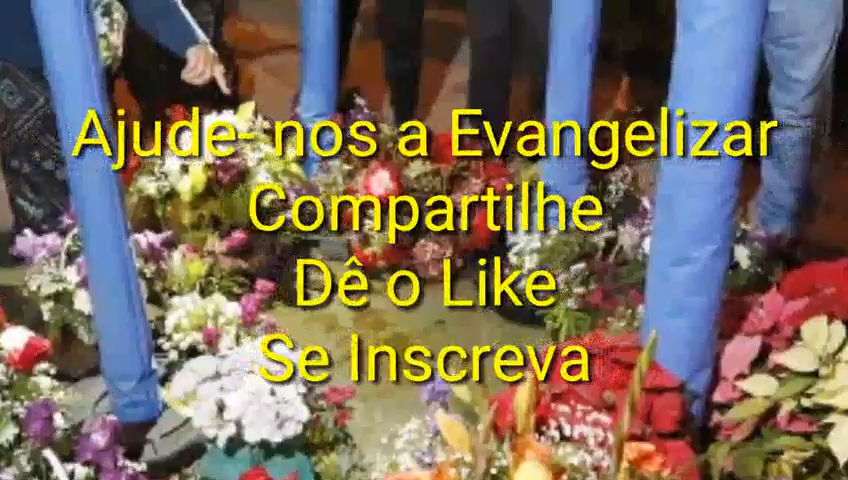 Ajude- nos a Evangelizar
Compartilhe
Dê o Like
Se Inscreva